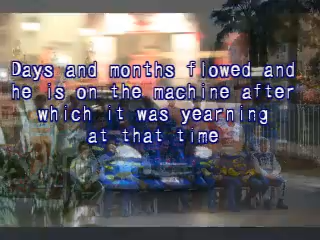 Days and months flowed and
he is on the machine after
which it was yearning
at that time